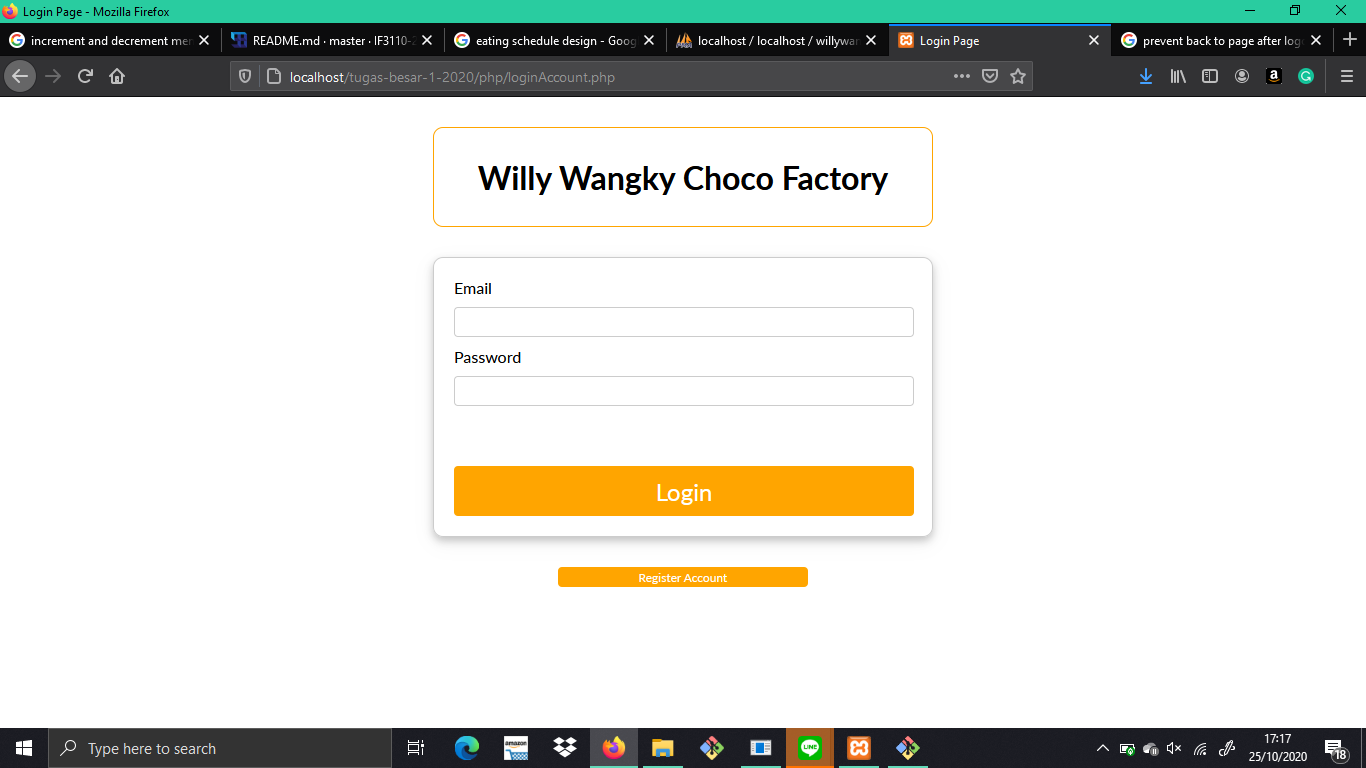 Login Page - Mozilla Firefox
increment and decrement mer
README.md · master · IF3110-2
eating schedule design - Goog
localhost / localhost / willywar
Login Page
prevent back to page after log
localhost/tugas-besar-1-2020/php/loginAccount.php
Willy Wangky Choco Factory
Email
Password
Login
Register Account
Type here to search
amazon
LINE
17:17
25/10/2020
18